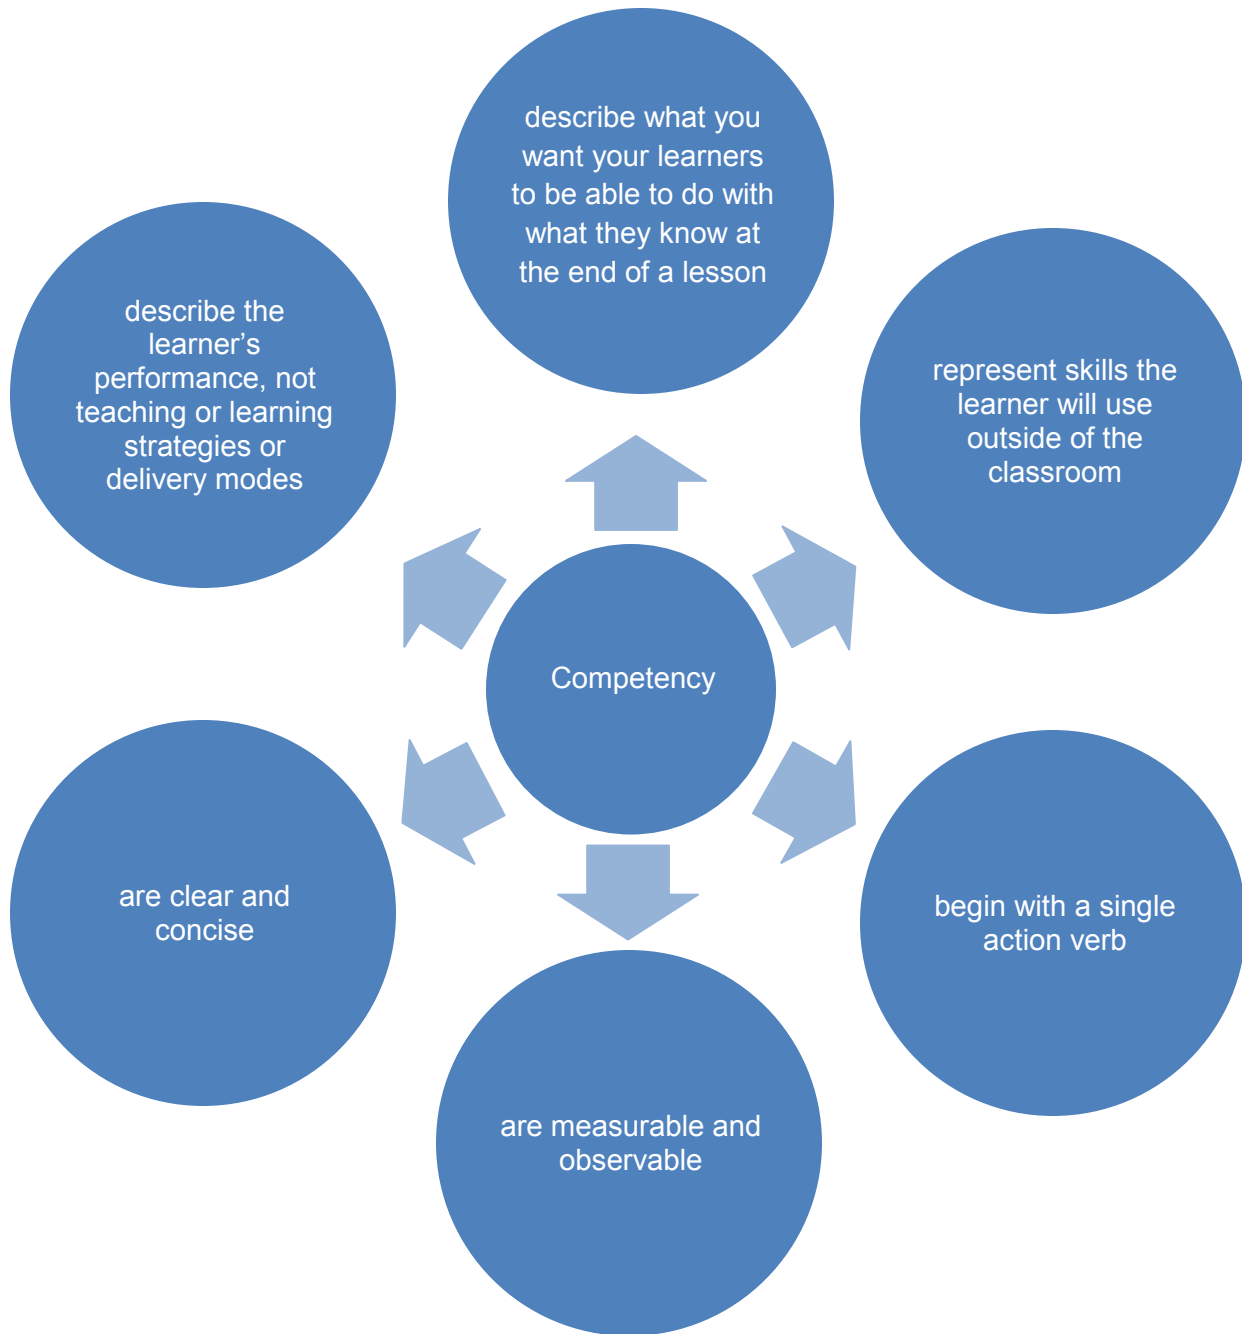 describe what you
want your learners
to be able to do with
what they know at
the end of a lesson
describe the
learner’s
performance, not
teaching or learning
strategies or
delivery modes
represent skills the
learner will use
outside of the
classroom
Competency
are clear and
concise
begin with a single
action verb
are measurable and
observable